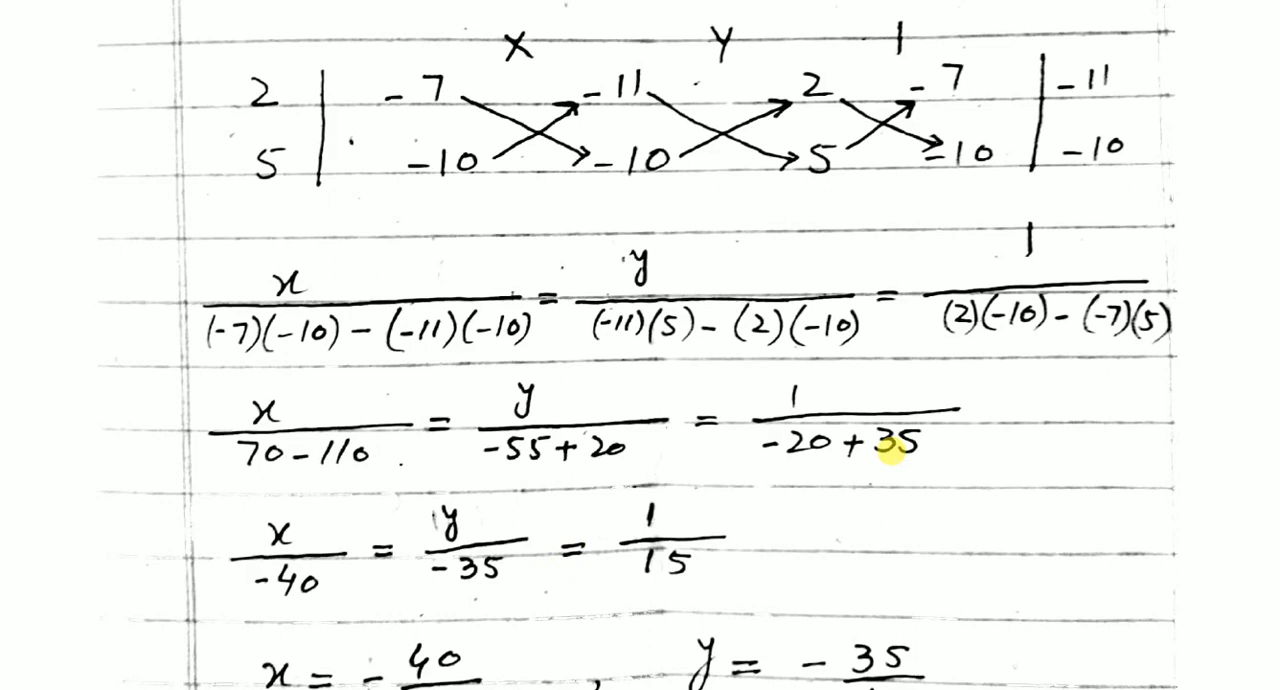 x y 1
2 | -7 -11 2 -7 | -11
5 | -10 -10 5 -10 | -10
x/((-7)(-10) - (-11)(-10)) = y/((-11)(5) - (2)(-10)) = 1/((2)(-10) - (-7)(5))
x/(70-110) = y/(-55+20) = 1/(-20+35)
x/-40 = y/-35 = 1/15
x = - 40 , y = - 35